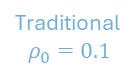 Traditional
ρ₀ = 0.1